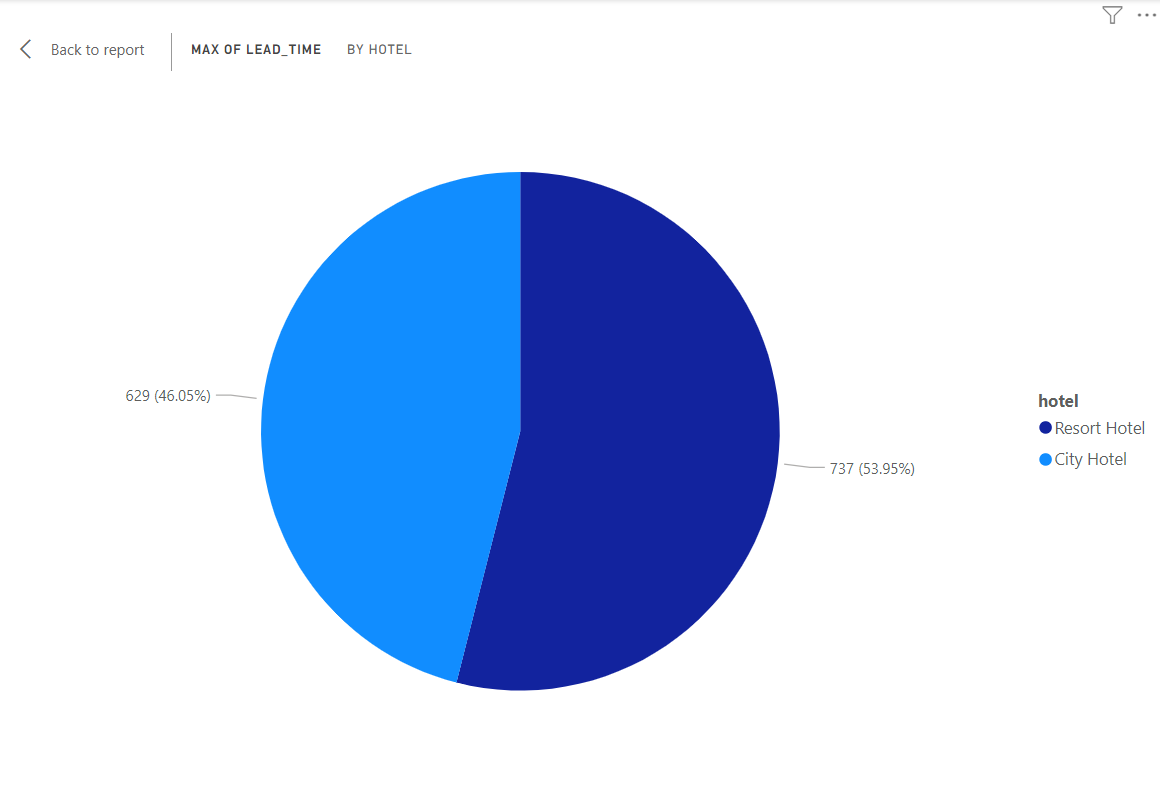 Back to report
MAX OF LEAD_TIME BY HOTEL
629 (46.05%)
737 (53.95%)
hotel
Resort Hotel
City Hotel